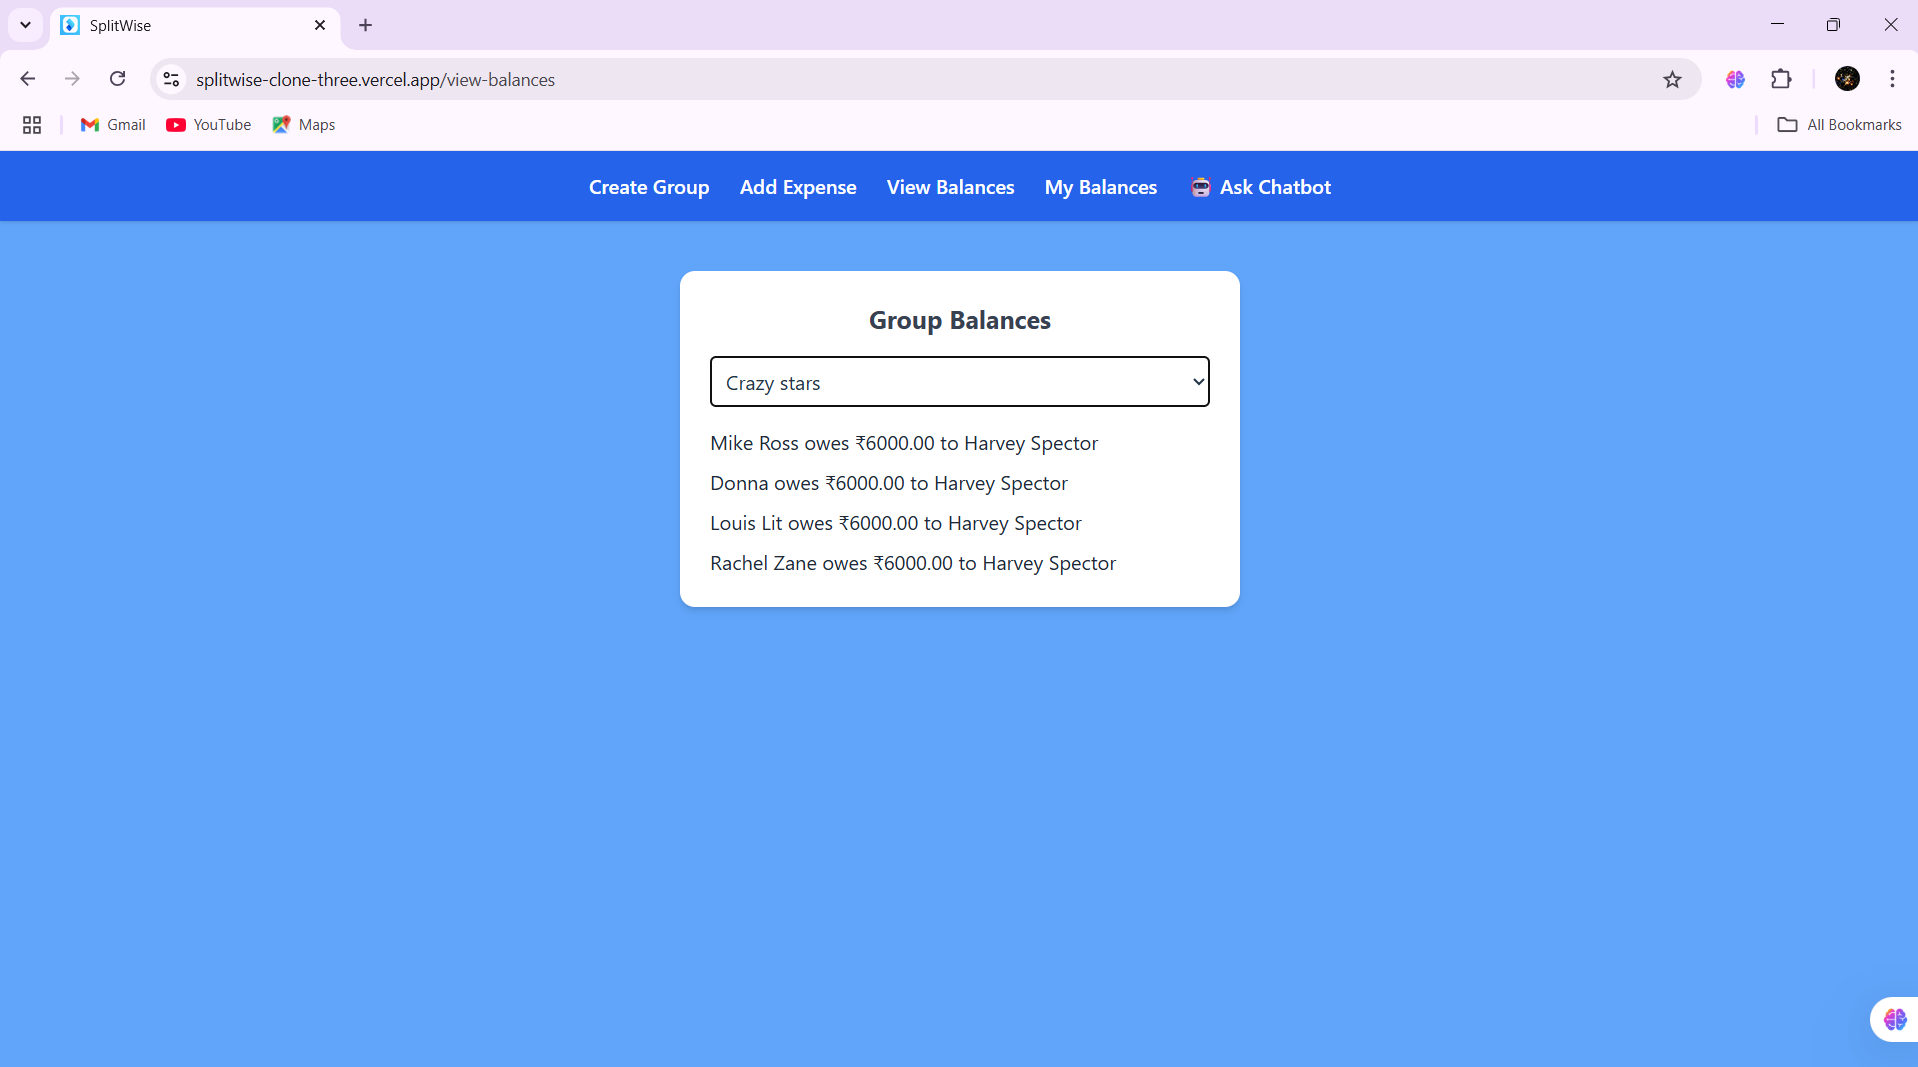 SplitWise
splitwise-clone-three.vercel.app/view-balances
Gmail YouTube Maps All Bookmarks
Create Group Add Expense View Balances My Balances Ask Chatbot
Group Balances
Crazy stars
Mike Ross owes ₹6000.00 to Harvey Spector
Donna owes ₹6000.00 to Harvey Spector
Louis Lit owes ₹6000.00 to Harvey Spector
Rachel Zane owes ₹6000.00 to Harvey Spector